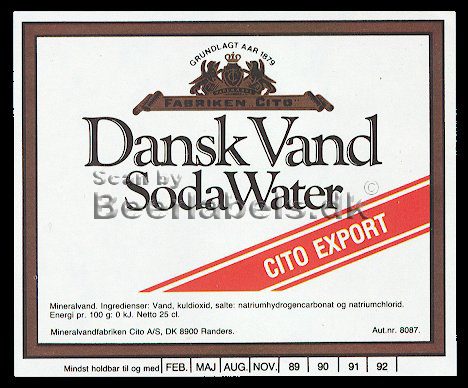 GRUNDLAGT AAR 1879
FABRIKEN "CITO"
Dansk Vand
Scan by
Soda Water
©
Beerlabels.dk
CITO EXPORT
Mineralvand. Ingredienser: Vand, kuldioxid, salte: natriumhydrogencarbonat og natriumchlorid.
Energi pr. 100 g: 0 kJ. Netto 25 cl.
Mineralvandfabriken Cito A/S, DK 8900 Randers. Aut.nr. 8087.
Mindst holdbar til og med FEB. MAJ AUG. NOV. 89 90 91 92